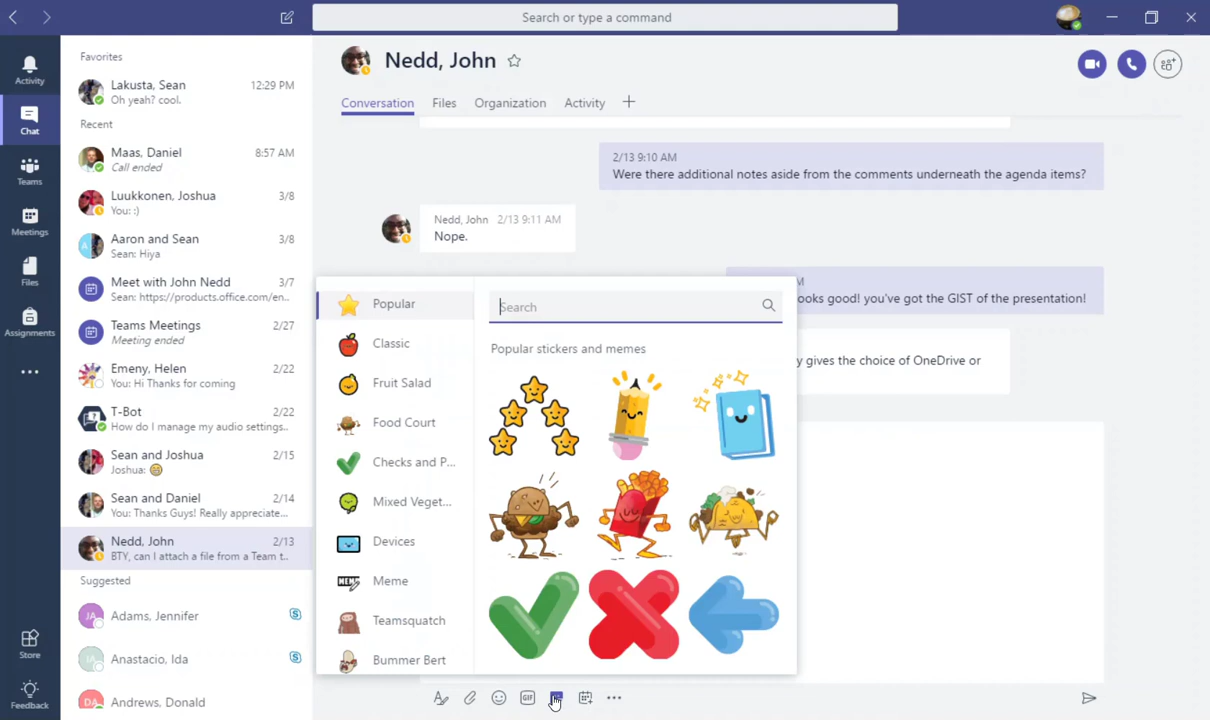 Search or type a command
Activity
Chat
Teams
Meetings
Files
Assignments
Store
Feedback
Favorites
Lakusta, Sean 12:29 PM
Oh yeah? cool.
Recent
Maas, Daniel 8:57 AM
Call ended
Luukkonen, Joshua 3/8
You: :)
Aaron and Sean 3/8
Sean: Hiya
Meet with John Nedd 3/7
Sean: https://products.office.com/en..
Teams Meetings 2/27
Meeting ended
Emeny, Helen 2/22
You: Hi Thanks for coming
T-Bot 2/22
How do I manage my audio settings..
Sean and Joshua 2/15
Joshua: 😁
Sean and Daniel 2/14
You: Thanks Guys! Really appreciate...
Nedd, John 2/13
BTY, can I attach a file from a Team t..
Suggested
JA Adams, Jennifer
IA Anastacio, Ida
DA Andrews, Donald
Nedd, John
Conversation Files Organization Activity
2/13 9:10 AM
Were there additional notes aside from the comments underneath the agenda items?
Nedd, John 2/13 9:11 AM
Nope.
M
ooks good! you've got the GIST of the presentation!
y gives the choice of OneDrive or
Popular
Classic
Fruit Salad
Food Court
Checks and P...
Mixed Veget...
Devices
MEME Meme
Teamsquatch
Bummer Bert
Search
Popular stickers and memes
GIF